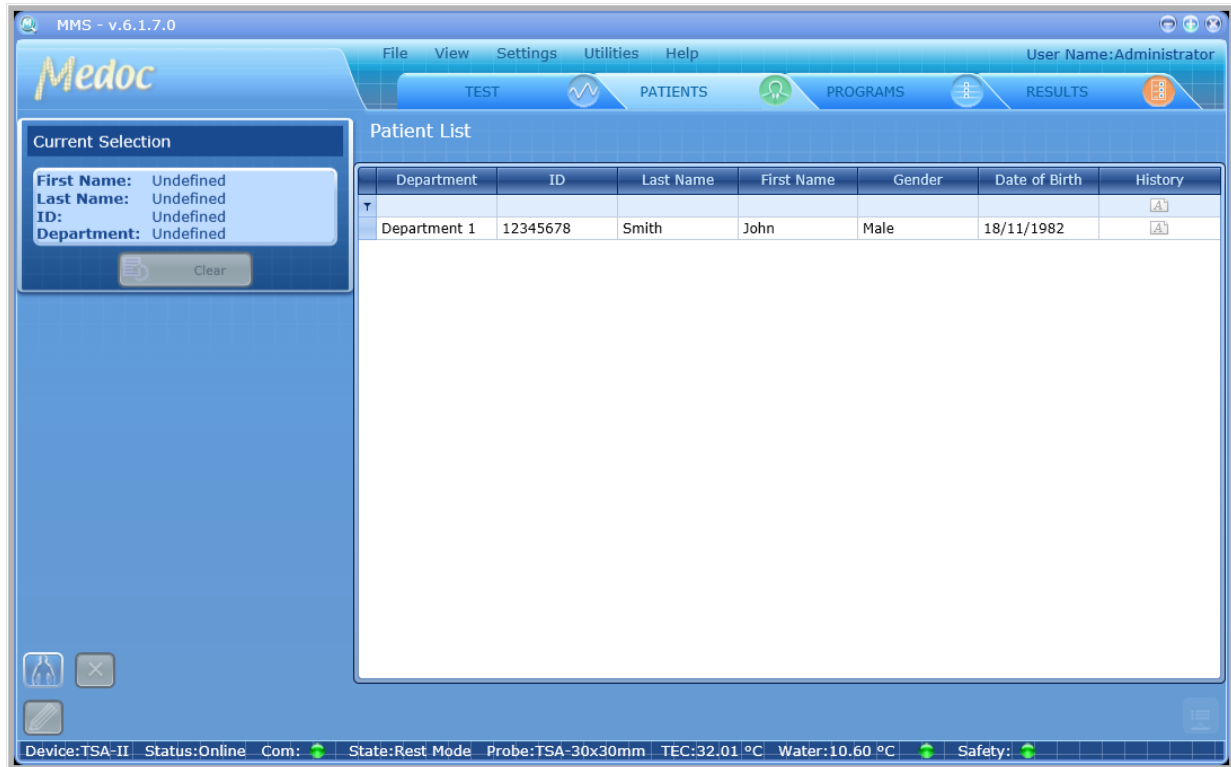 MMS - v.6.1.7.0
Medoc
File View Settings Utilities Help
User Name:Administrator
TEST PATIENTS PROGRAMS RESULTS
Current Selection
First Name: Undefined
Last Name: Undefined
ID: Undefined
Department: Undefined
Clear
Patient List
Department ID Last Name First Name Gender Date of Birth History
A
Department 1 12345678 Smith John Male 18/11/1982 A
Device:TSA-II Status:Online Com: State:Rest Mode Probe:TSA-30x30mm TEC:32.01 °C Water:10.60 °C Safety: